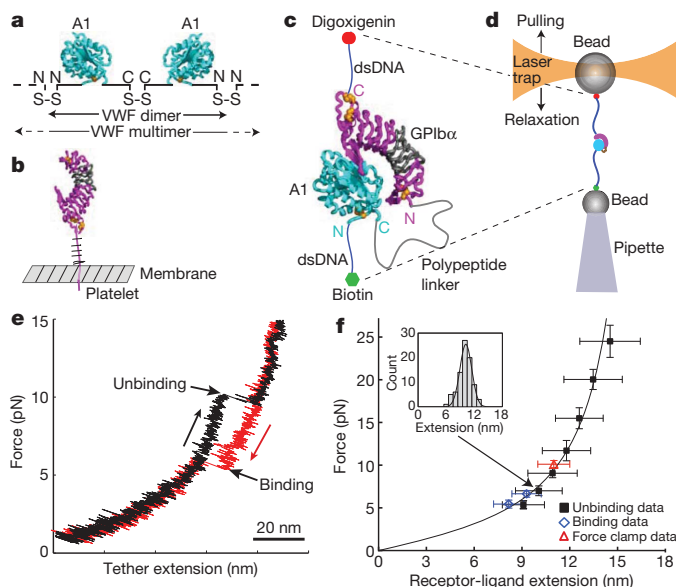 a
A1
A1
N N
C C
N N
S-S
S-S
S-S
VWF dimer
VWF multimer
b
Membrane
Platelet
c
Digoxigenin
dsDNA
C
GPIbα
A1
N
N
C
dsDNA
Polypeptide
linker
Biotin
d
Pulling
Bead
Laser
trap
Relaxation
Bead
Pipette
e
15
10
5
0
Force (pN)
Unbinding
Binding
20 nm
Tether extension (nm)
f
25
20
15
10
5
0
Force (pN)
30
20
10
0
Count
0 6 12 18
Extension (nm)
Unbinding data
Binding data
Force clamp data
0 3 6 9 12 15 18
Receptor-ligand extension (nm)